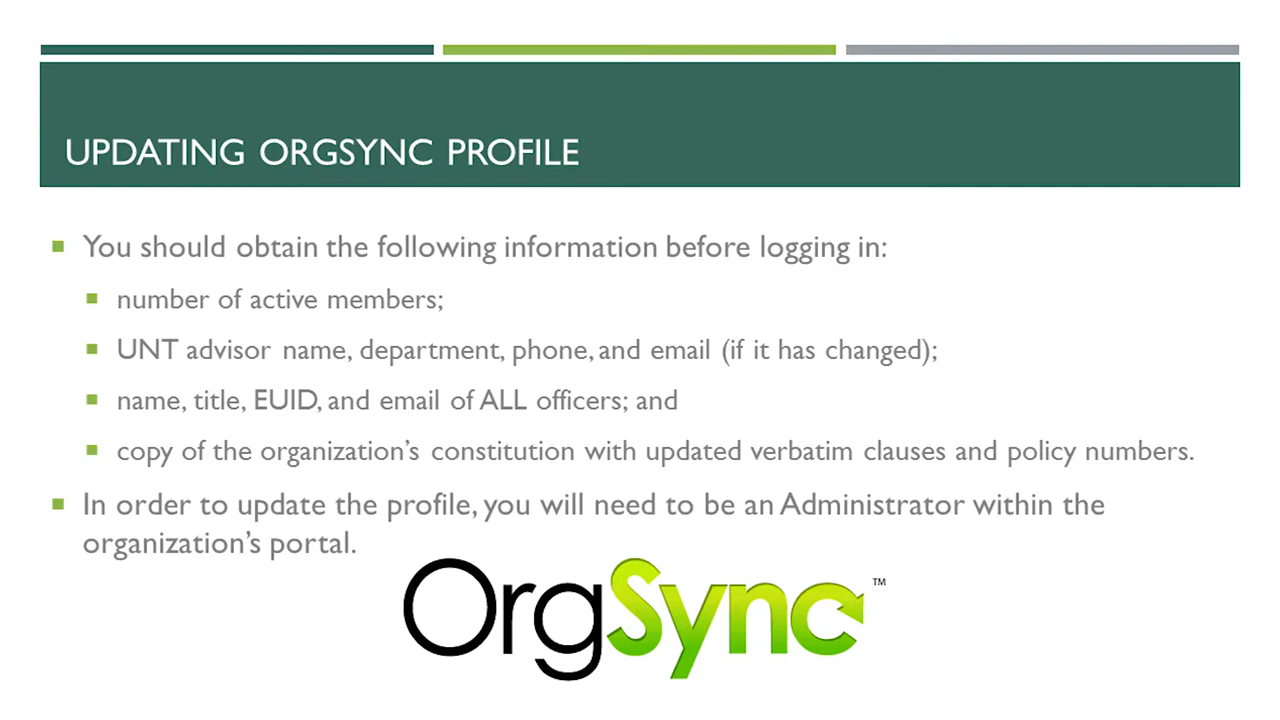 UPDATING ORGSYNC PROFILE
You should obtain the following information before logging in:
number of active members;
UNT advisor name, department, phone, and email (if it has changed);
name, title, EUID, and email of ALL officers; and
copy of the organization's constitution with updated verbatim clauses and policy numbers.
In order to update the profile, you will need to be an Administrator within the
organization's portal.
OrgSync™